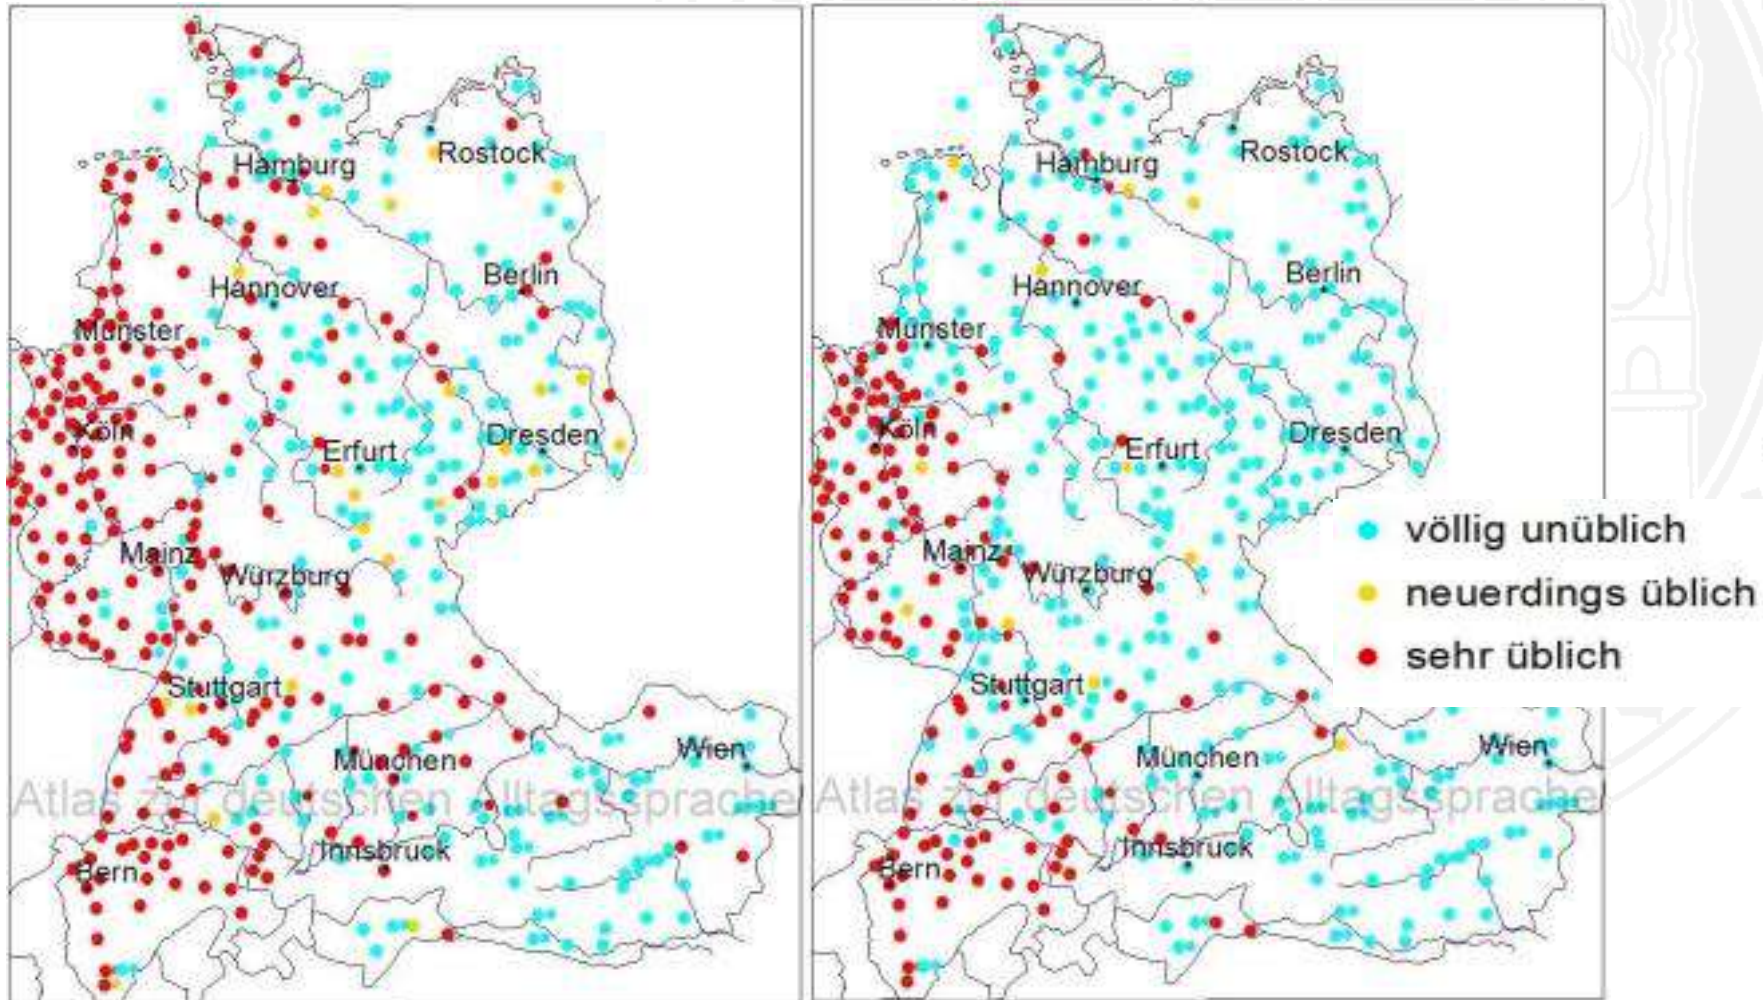 Hamburg
Rostock
Hannover
Berlin
Münster
Köln
Erfurt
Dresden
Mainz
Würzburg
Stuttgart
München
Wien
Atlas zur deutschen Alltagssprache
Innsbruck
Bern
Hamburg
Rostock
Hannover
Berlin
Münster
Köln
Erfurt
Dresden
Mainz
Würzburg
Stuttgart
München
Wien
Atlas zur deutschen Alltagssprache
Innsbruck
Bern
völlig unüblich
neuerdings üblich
sehr üblich